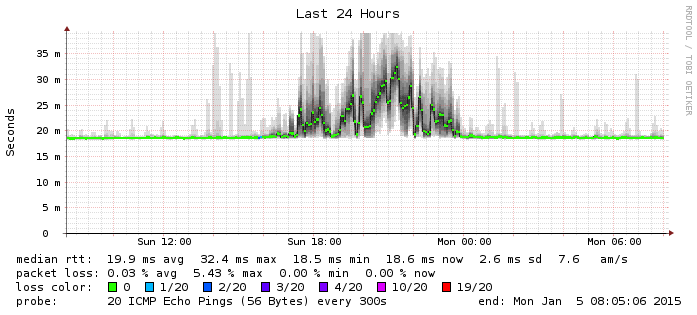 Last 24 Hours
RRDTOOL / TOBI OETIKER
Seconds
35 m
30 m
25 m
20 m
15 m
10 m
5 m
0
Sun 12:00 Sun 18:00 Mon 00:00 Mon 06:00
median rtt: 19.9 ms avg 32.4 ms max 18.5 ms min 18.6 ms now 2.6 ms sd 7.6 am/s
packet loss: 0.03 % avg 5.43 % max 0.00 % min 0.00 % now
loss color: 0 1/20 2/20 3/20 4/20 10/20 19/20
probe: 20 ICMP Echo Pings (56 Bytes) every 300s end: Mon Jan 5 08:05:06 2015